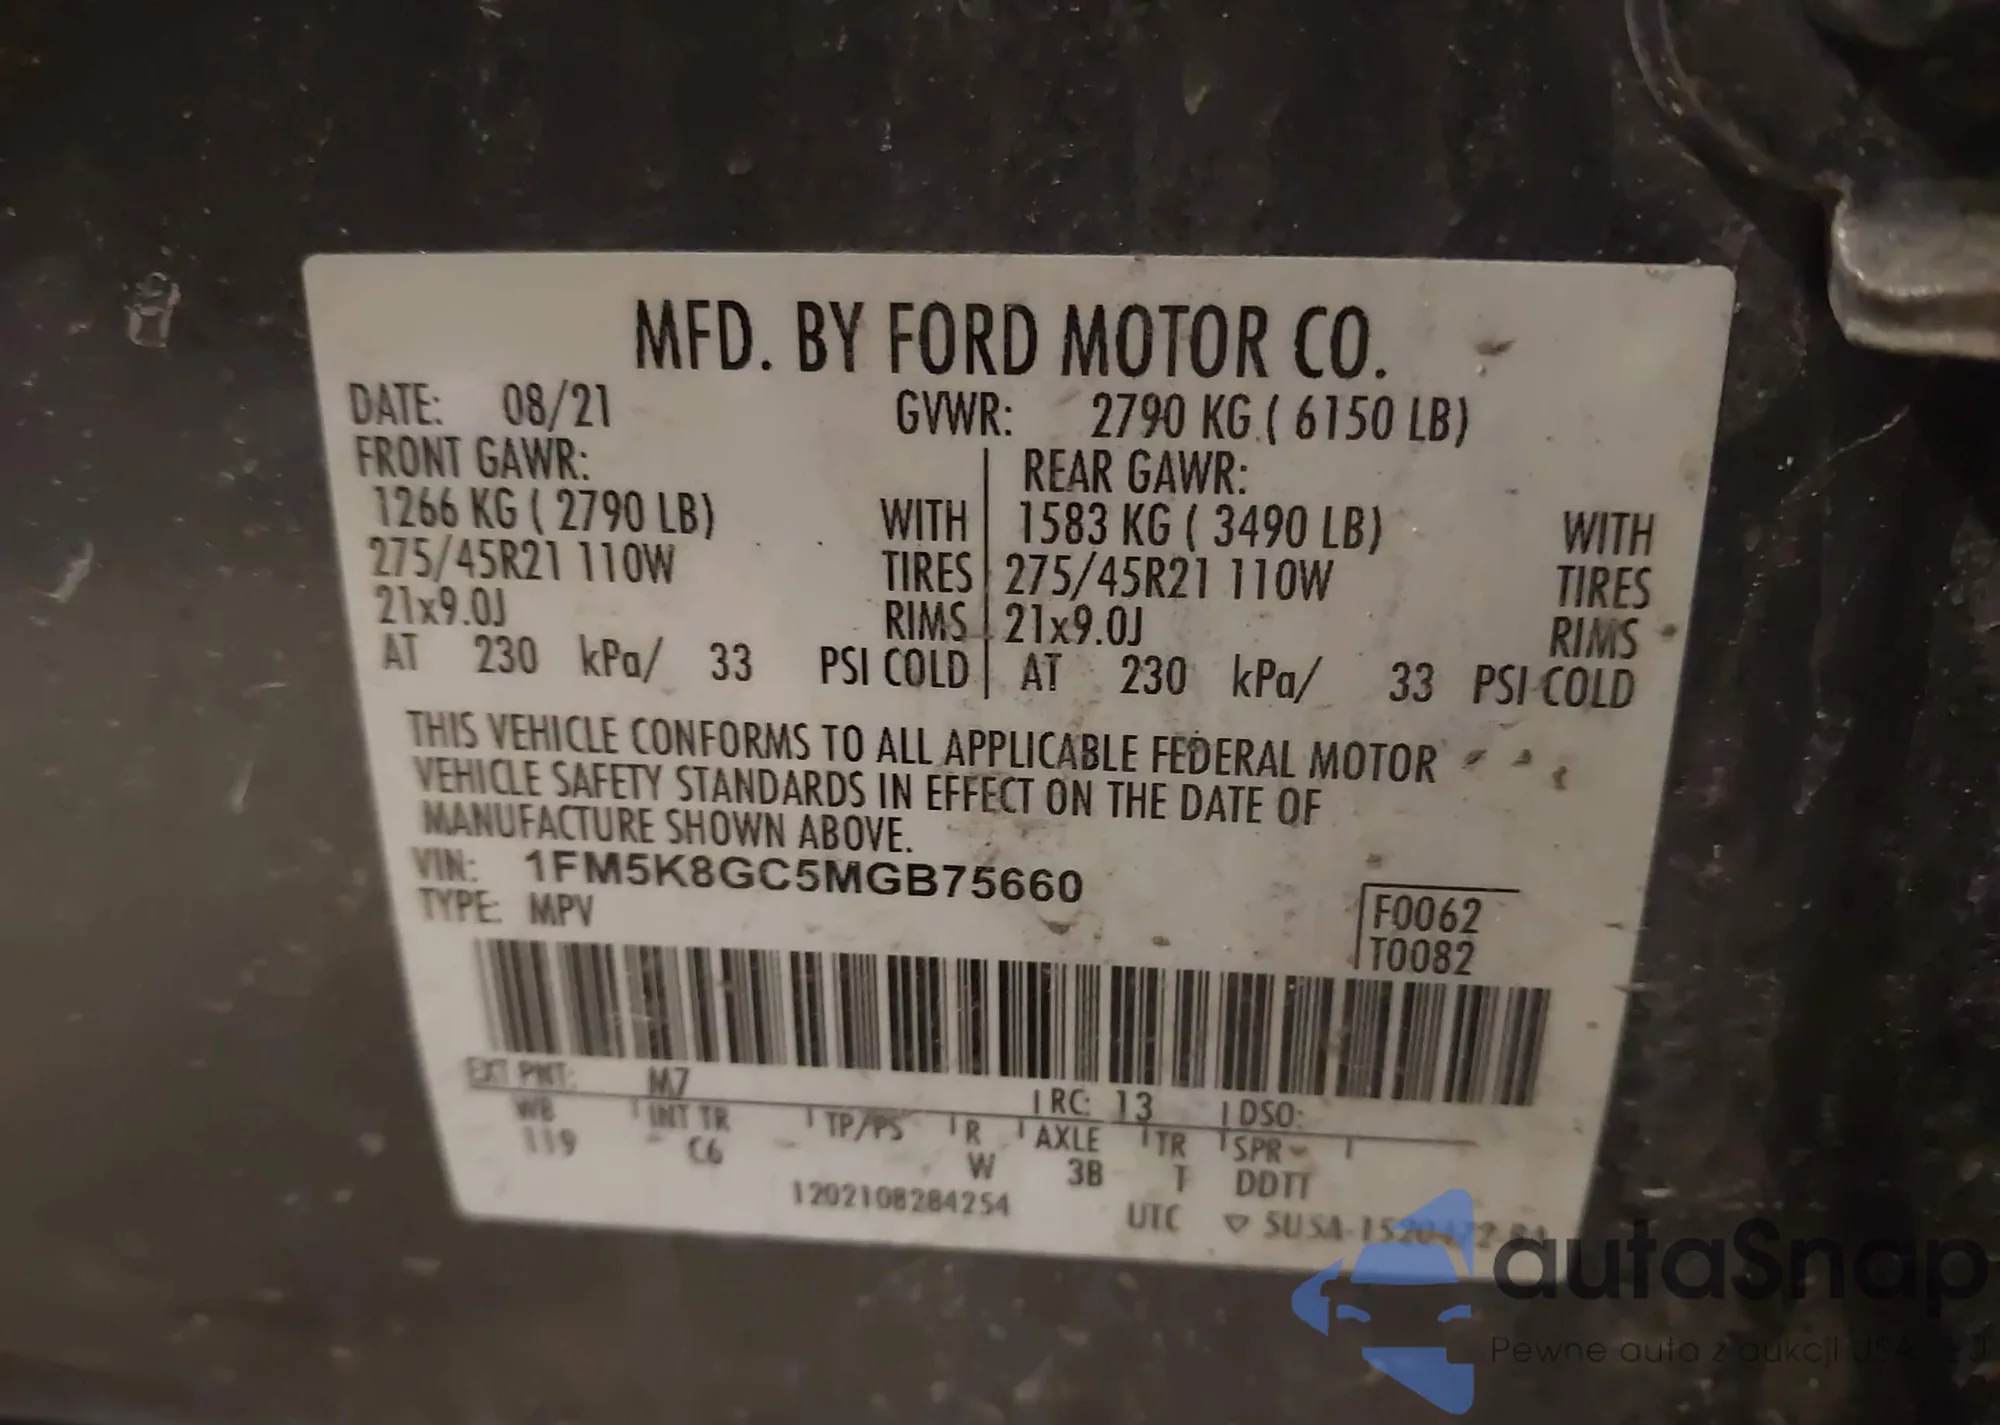 MFD. BY FORD MOTOR CO.
DATE: 08/21 GVWR: 2790 KG ( 6150 LB)
FRONT GAWR: REAR GAWR:
1266 KG ( 2790 LB) WITH 1583 KG ( 3490 LB) WITH
275/45R21 110W TIRES 275/45R21 110W TIRES
21x9.0J RIMS 21x9.0J RIMS
AT 230 kPa/ 33 PSI COLD AT 230 kPa/ 33 PSI COLD
THIS VEHICLE CONFORMS TO ALL APPLICABLE FEDERAL MOTOR
VEHICLE SAFETY STANDARDS IN EFFECT ON THE DATE OF
MANUFACTURE SHOWN ABOVE.
VIN: 1FM5K8GC5MGB75660
TYPE: MPV
F0062
T0082
EXT PNT: M7 RC: 13 DSO:
WB INT TR TP/PS R AXLE TR SPR
119 C6 W 3B T DDTT
1202108284254
UTC
autaSnap
Pewne auta z aukcji USA